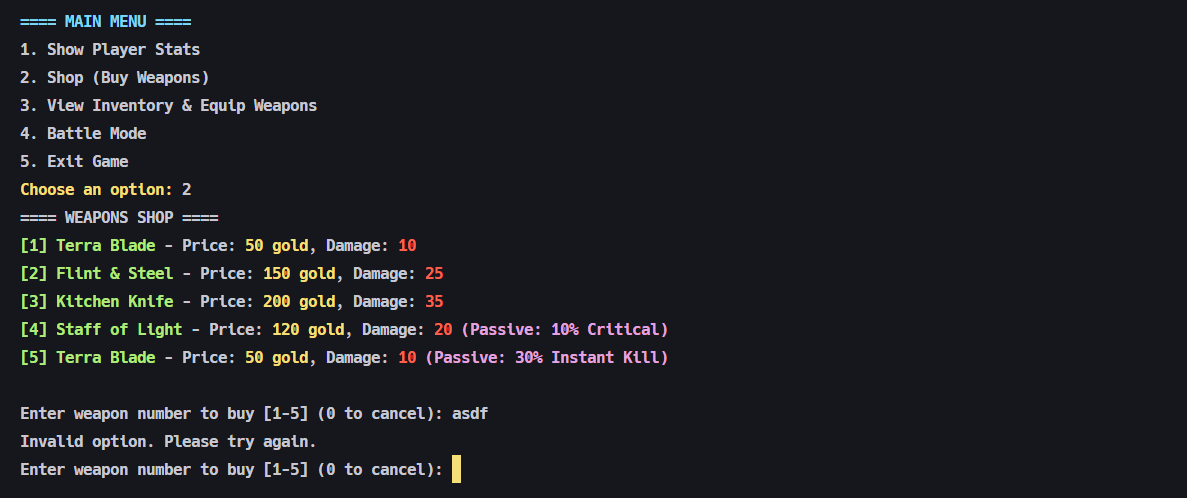 ==== MAIN MENU ====
1. Show Player Stats
2. Shop (Buy Weapons)
3. View Inventory & Equip Weapons
4. Battle Mode
5. Exit Game
Choose an option: 2
==== WEAPONS SHOP ====
[1] Terra Blade - Price: 50 gold, Damage: 10
[2] Flint & Steel - Price: 150 gold, Damage: 25
[3] Kitchen Knife - Price: 200 gold, Damage: 35
[4] Staff of Light - Price: 120 gold, Damage: 20 (Passive: 10% Critical)
[5] Terra Blade - Price: 50 gold, Damage: 10 (Passive: 30% Instant Kill)
Enter weapon number to buy [1-5] (0 to cancel): asdf
Invalid option. Please try again.
Enter weapon number to buy [1-5] (0 to cancel):